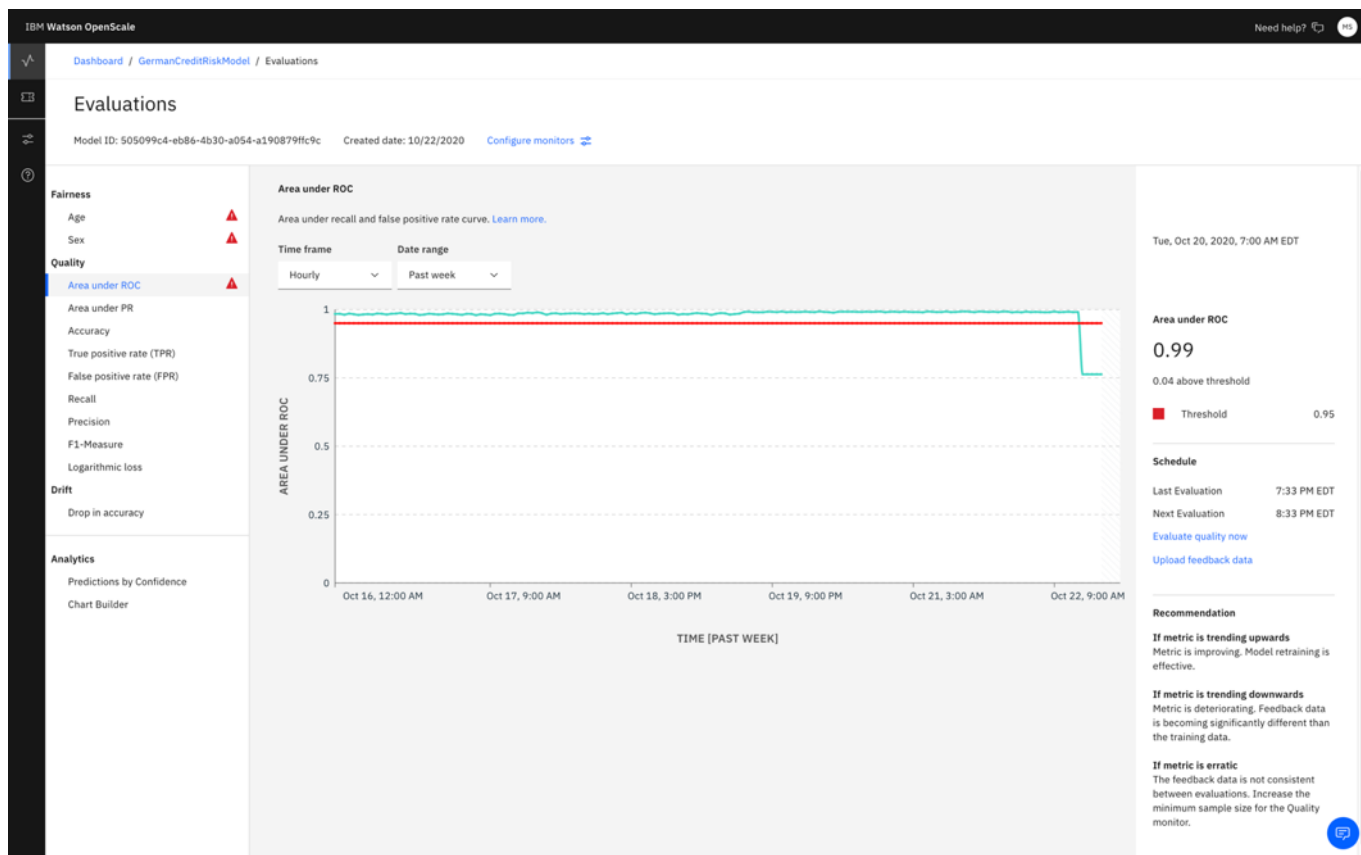 IBM Watson OpenScale
Need help?
MS
Dashboard / GermanCreditRiskModel / Evaluations
Evaluations
Model ID: 505099c4-eb86-4b30-a054-a190879ffc9c Created date: 10/22/2020 Configure monitors
Fairness
Age
Sex
Quality
Area under ROC
Area under PR
Accuracy
True positive rate (TPR)
False positive rate (FPR)
Recall
Precision
F1-Measure
Logarithmic loss
Drift
Drop in accuracy
Analytics
Predictions by Confidence
Chart Builder
Area under ROC
Area under recall and false positive rate curve. Learn more.
Time frame Date range
Hourly Past week
1
0.75
0.5
0.25
0
AREA UNDER ROC
Oct 16, 12:00 AM Oct 17, 9:00 AM Oct 18, 3:00 PM Oct 19, 9:00 PM Oct 21, 3:00 AM Oct 22, 9:00 AM
TIME [PAST WEEK]
Tue, Oct 20, 2020, 7:00 AM EDT
Area under ROC
0.99
0.04 above threshold
Threshold 0.95
Schedule
Last Evaluation 7:33 PM EDT
Next Evaluation 8:33 PM EDT
Evaluate quality now
Upload feedback data
Recommendation
If metric is trending upwards
Metric is improving. Model retraining is
effective.
If metric is trending downwards
Metric is deteriorating. Feedback data
is becoming significantly different than
the training data.
If metric is erratic
The feedback data is not consistent
between evaluations. Increase the
minimum sample size for the Quality
monitor.